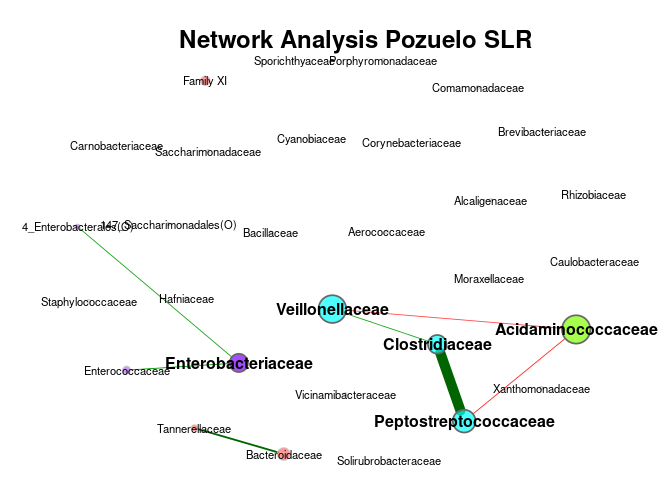 Network Analysis Pozuelo SLR
Sporichthyaceae
Porphyromonadaceae
Family XI
Comamonadaceae
Brevibacteriaceae
Cyanobiaceae
Corynebacteriaceae
Carnobacteriaceae
Saccharimonadaceae
Rhizobiaceae
Alcaligenaceae
4_Enterobacterales(O)
147_Saccharimonadales(O)
Bacillaceae
Aerococcaceae
Caulobacteraceae
Moraxellaceae
Staphylococcaceae
Hafniaceae
Veillonellaceae
Acidaminococcaceae
Clostridiaceae
Enterobacteriaceae
Enterococcaceae
Xanthomonadaceae
Vicinamibacteraceae
Peptostreptococcaceae
Tannerellaceae
Bacteroidaceae
Solirubrobacteraceae